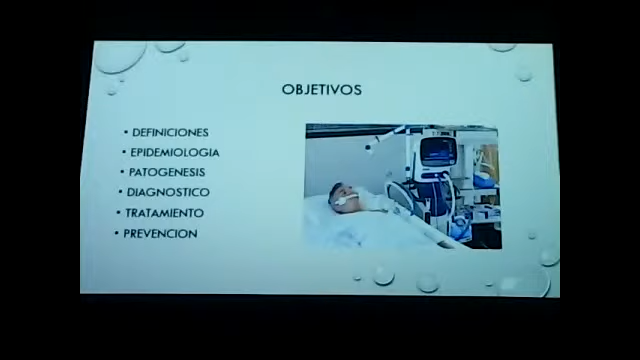 OBJETIVOS
• DEFINICIONES
• EPIDEMIOLOGIA
• PATOGENESIS
• DIAGNOSTICO
• TRATAMIENTO
• PREVENCION